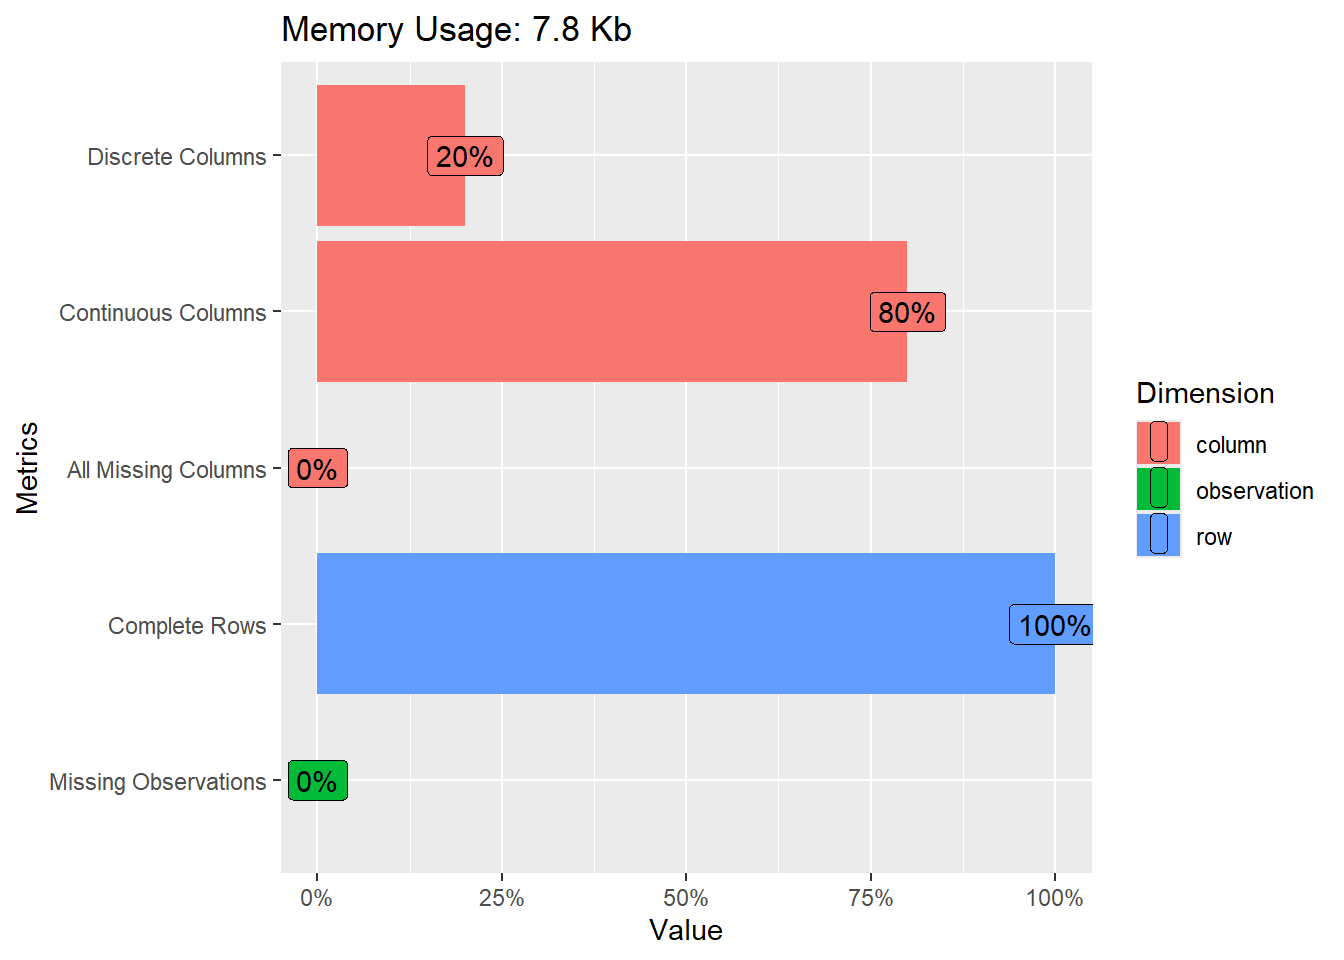 Memory Usage: 7.8 Kb
Discrete Columns
20%
Continuous Columns
80%
All Missing Columns
0%
Complete Rows
100%
Missing Observations
0%
Metrics
0%
25%
50%
75%
100%
Value
Dimension
column
observation
row